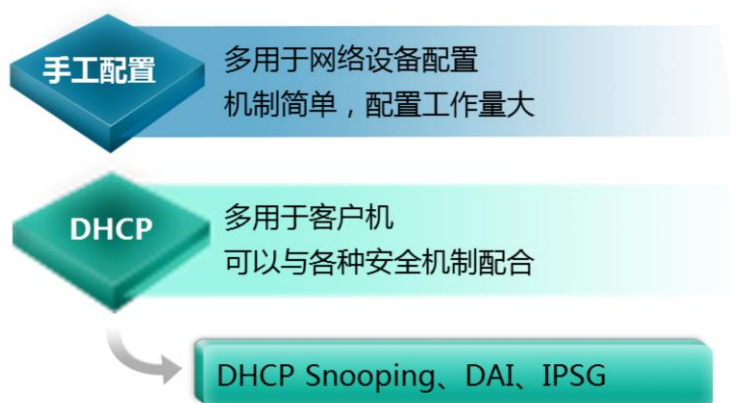 手工配置
多用于网络设备配置
机制简单，配置工作量大
DHCP
多用于客户机
可以与各种安全机制配合
DHCP Snooping、DAI、IPSG